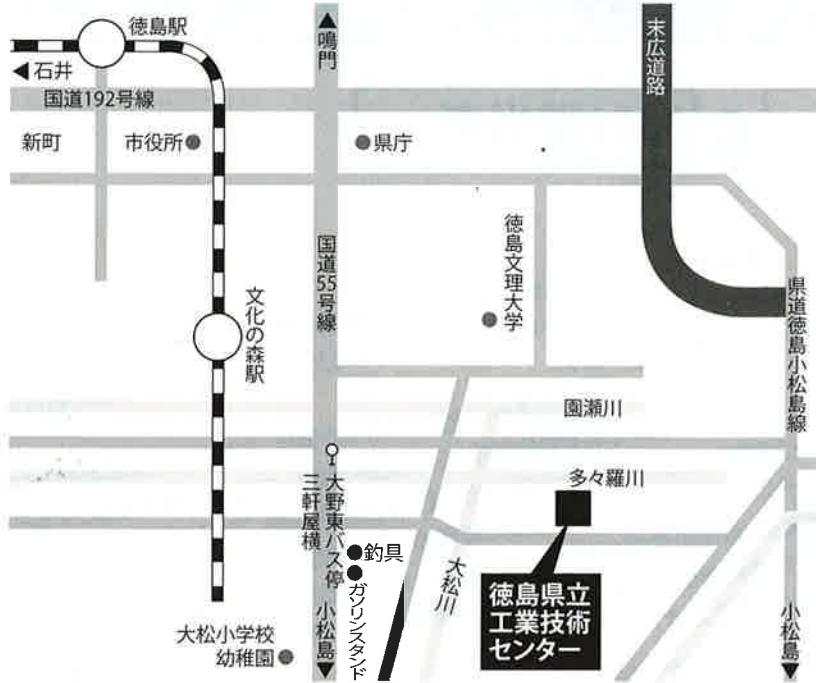 徳島駅
▲鳴門
末広道路
◀石井
国道192号線
新町
市役所
県庁
国道55号線
徳島文理大学
文化の森駅
県道徳島小松島線
園瀬川
多々羅川
大野東バス停
三軒屋横
釣具
ガソリンスタンド
大松川
徳島県立
工業技術
センター
大松小学校
幼稚園
小松島▼
小松島▼